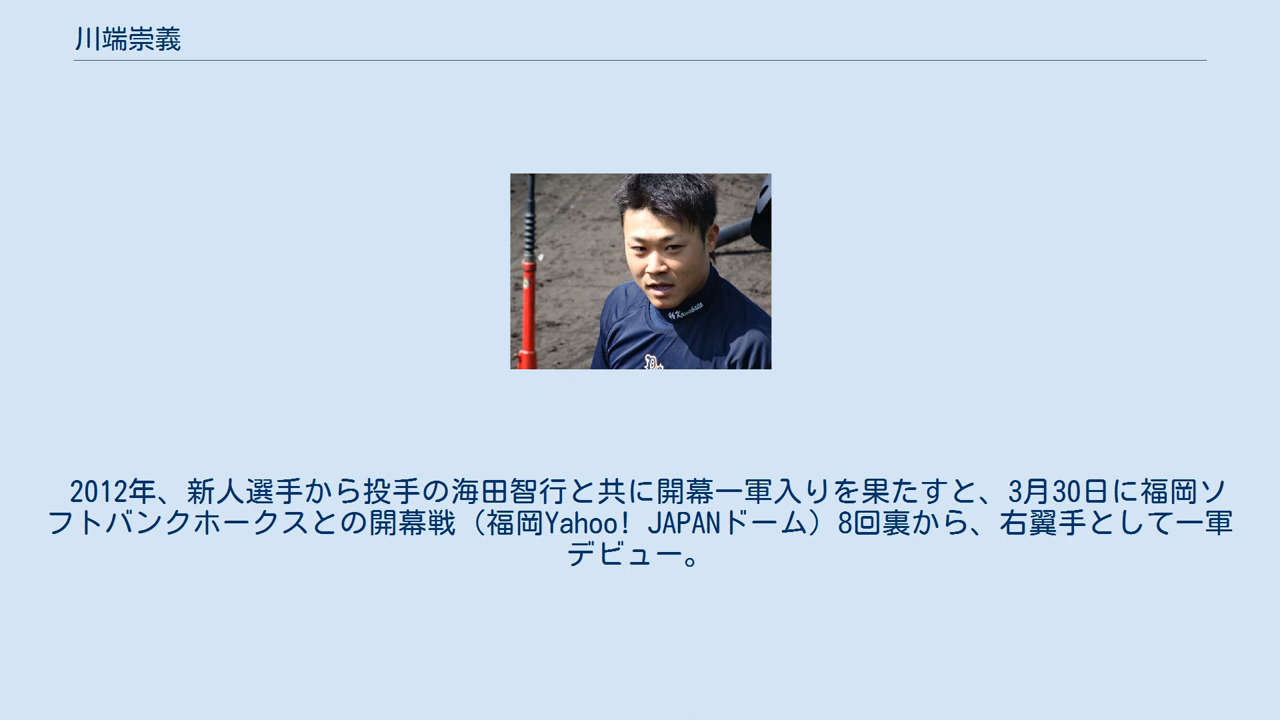 川端崇義
46 Kawabata
2012年、新人選手から投手の海田智行と共に開幕一軍入りを果たすと、3月30日に福岡ソ
フトバンクホークスとの開幕戦（福岡Yahoo! JAPANドーム）8回裏から、右翼手として一軍
デビュー。